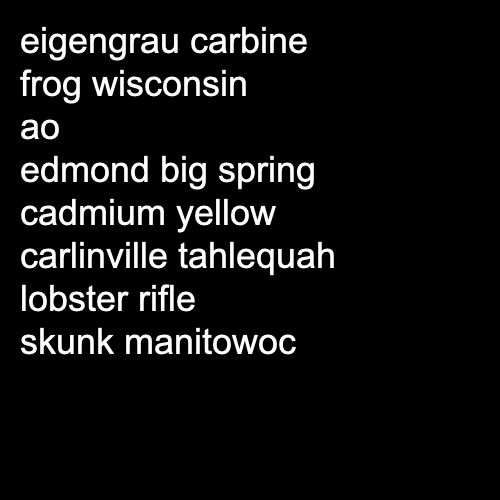 eigengrau carbine
frog wisconsin
ao
edmond big spring
cadmium yellow
carlinville tahlequah
lobster rifle
skunk manitowoc